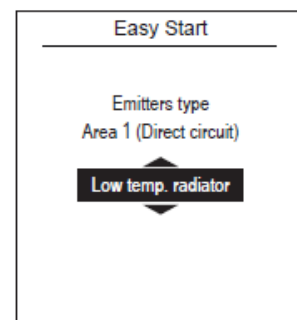 Easy Start
Emitters type
Area 1 (Direct circuit)
Low temp. radiator